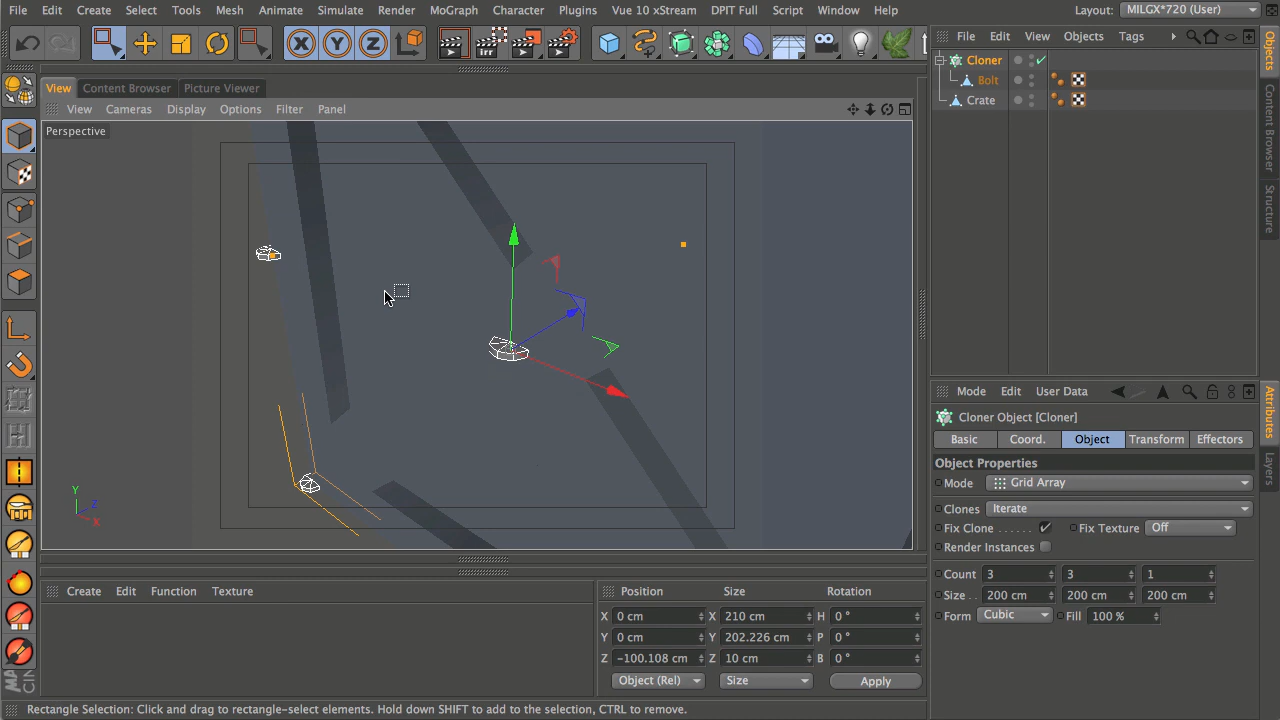 File Edit Create Select Tools Mesh Animate Simulate Render MoGraph Character Plugins Vue 10 xStream DPIT Full Script Window Help Layout: MILGX*720 (User)
View Content Browser Picture Viewer
View Cameras Display Options Filter Panel
Perspective
Y
Z
X
File Edit View Objects Tags
Cloner
Bolt
Crate
Objects
Content Browser
Structure
Mode Edit User Data
Cloner Object [Cloner]
Basic Coord. Object Transform Effectors
Object Properties
Mode Grid Array
Clones Iterate
Fix Clone Fix Texture Off
Render Instances
Count 3 3 1
Size 200 cm 200 cm 200 cm
Form Cubic Fill 100 %
Attributes
Layers
Create Edit Function Texture
Position Size Rotation
X 0 cm X 210 cm H 0 °
Y 0 cm Y 202.226 cm P 0 °
Z -100.108 cm Z 10 cm B 0 °
Object (Rel) Size Apply
Rectangle Selection: Click and drag to rectangle-select elements. Hold down SHIFT to add to the selection, CTRL to remove.